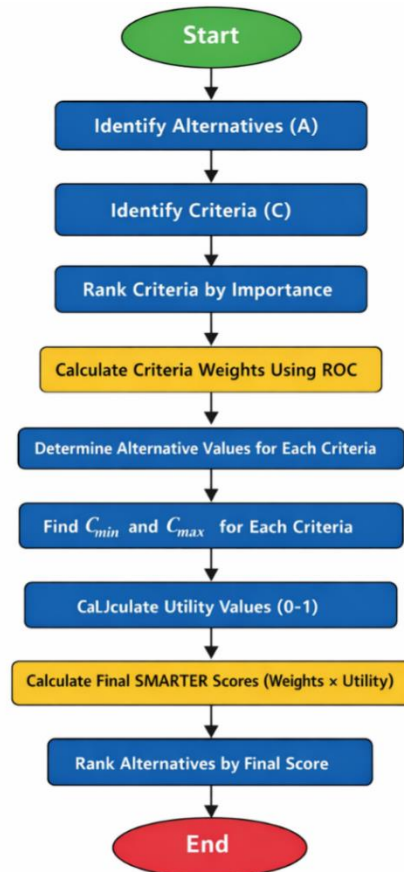 Start
Identify Alternatives (A)
Identify Criteria (C)
Rank Criteria by Importance
Calculate Criteria Weights Using ROC
Determine Alternative Values for Each Criteria
Find C_min and C_max for Each Criteria
CaLJculate Utility Values (0-1)
Calculate Final SMARTER Scores (Weights × Utility)
Rank Alternatives by Final Score
End